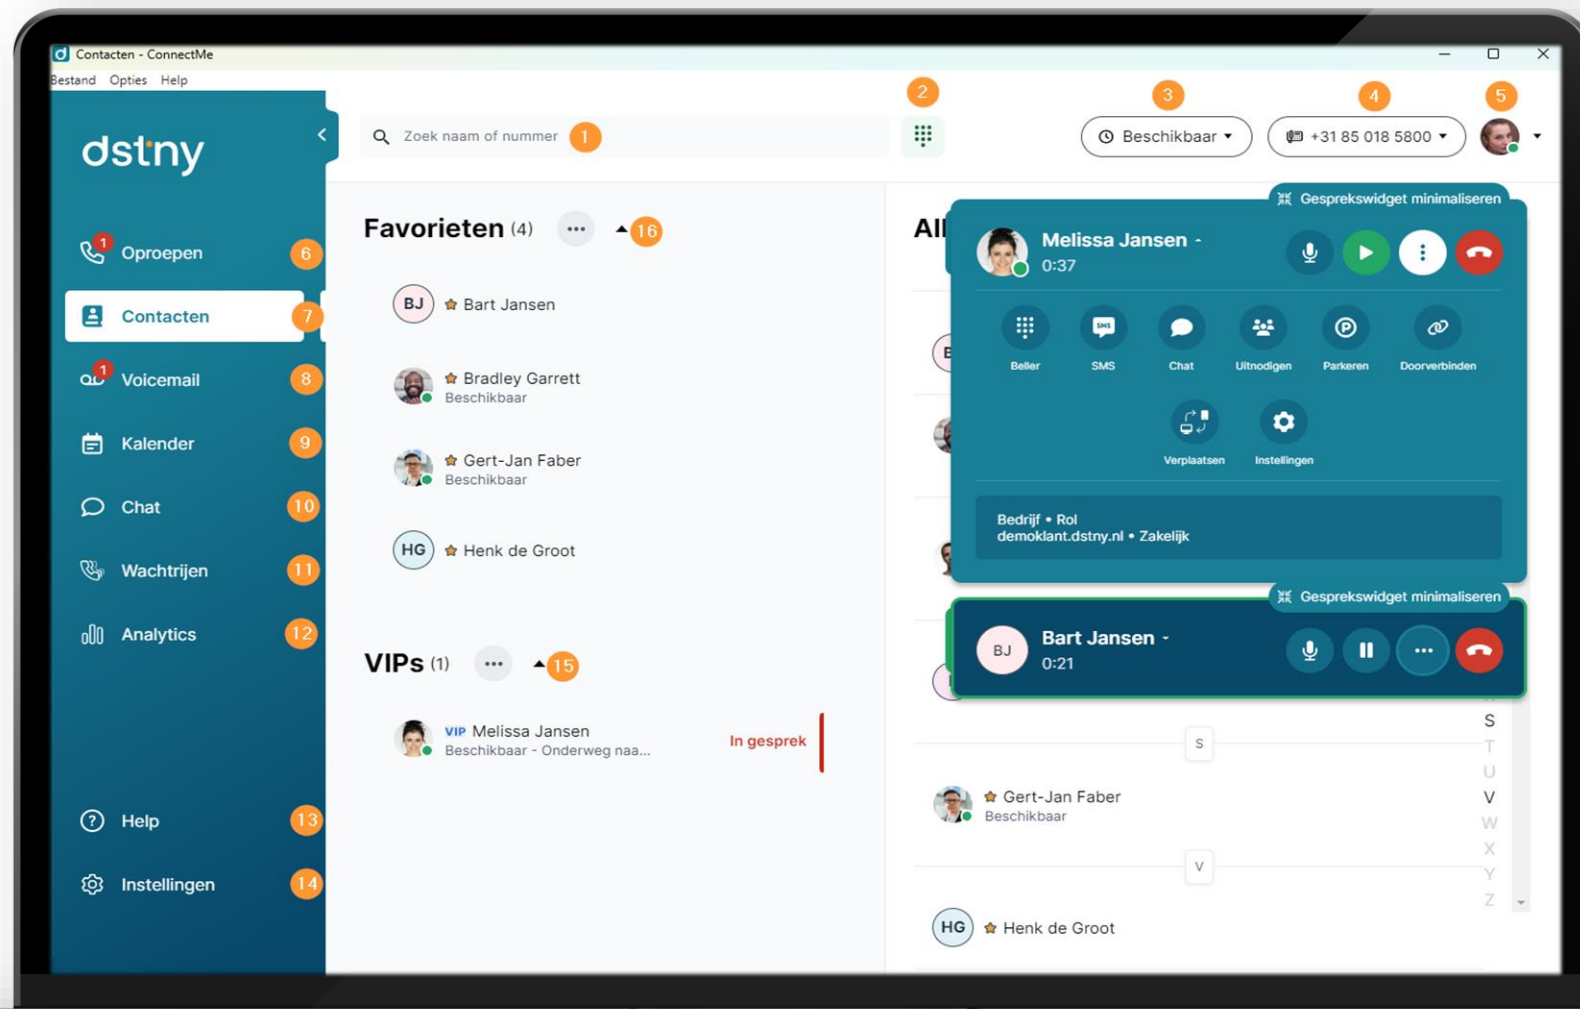 Contacten - ConnectMe
Bestand Opties Help
dstny
Zoek naam of nummer 1
2
3
Beschikbaar
4
+31 85 018 5800
5
1
Oproepen 6
Contacten 7
1
Voicemail 8
Kalender 9
Chat 10
Wachtrijen 11
Analytics 12
Help 13
Instellingen 14
Favorieten (4) ... 16
BJ Bart Jansen
Bradley Garrett
Beschikbaar
Gert-Jan Faber
Beschikbaar
HG Henk de Groot
VIPs (1) ... 15
VIP Melissa Jansen
Beschikbaar - Onderweg naa...
In gesprek
All
Gesprekswidget minimaliseren
Melissa Jansen
0:37
SMS
P
Beller SMS Chat Uitnodigen Parkeren Doorverbinden
Verplaatsen Instellingen
Bedrijf • Rol
demoklant.dstny.nl • Zakelijk
Gesprekswidget minimaliseren
BJ
Bart Jansen
0:21
S
Gert-Jan Faber
Beschikbaar
V
HG Henk de Groot
S
T
U
V
W
X
Y
Z